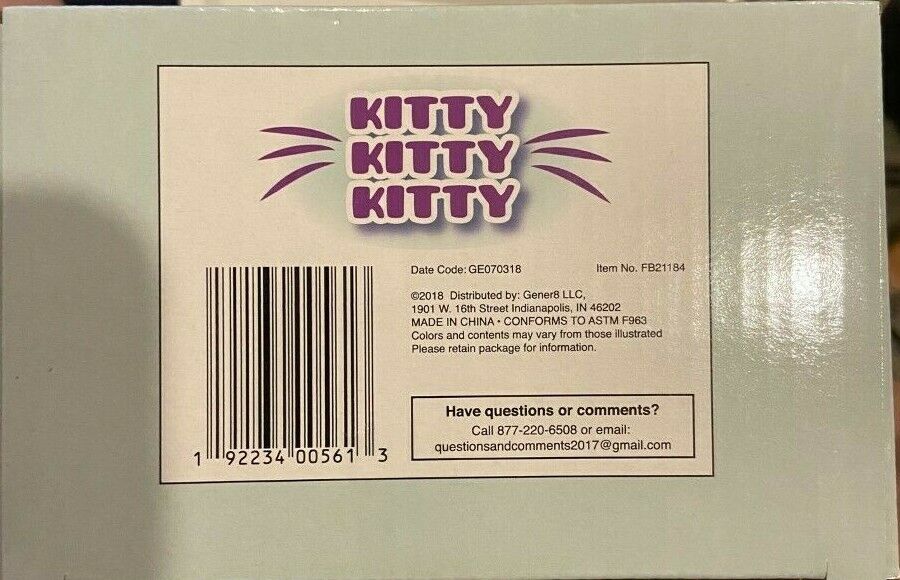 KITTY
KITTY
KITTY
Date Code: GE070318 Item No. FB21184
©2018 Distributed by: Gener8 LLC,
1901 W. 16th Street Indianapolis, IN 46202
MADE IN CHINA • CONFORMS TO ASTM F963
Colors and contents may vary from those illustrated
Please retain package for information.
Have questions or comments?
Call 877-220-6508 or email:
questionsandcomments2017@gmail.com
1 92234 00561 3